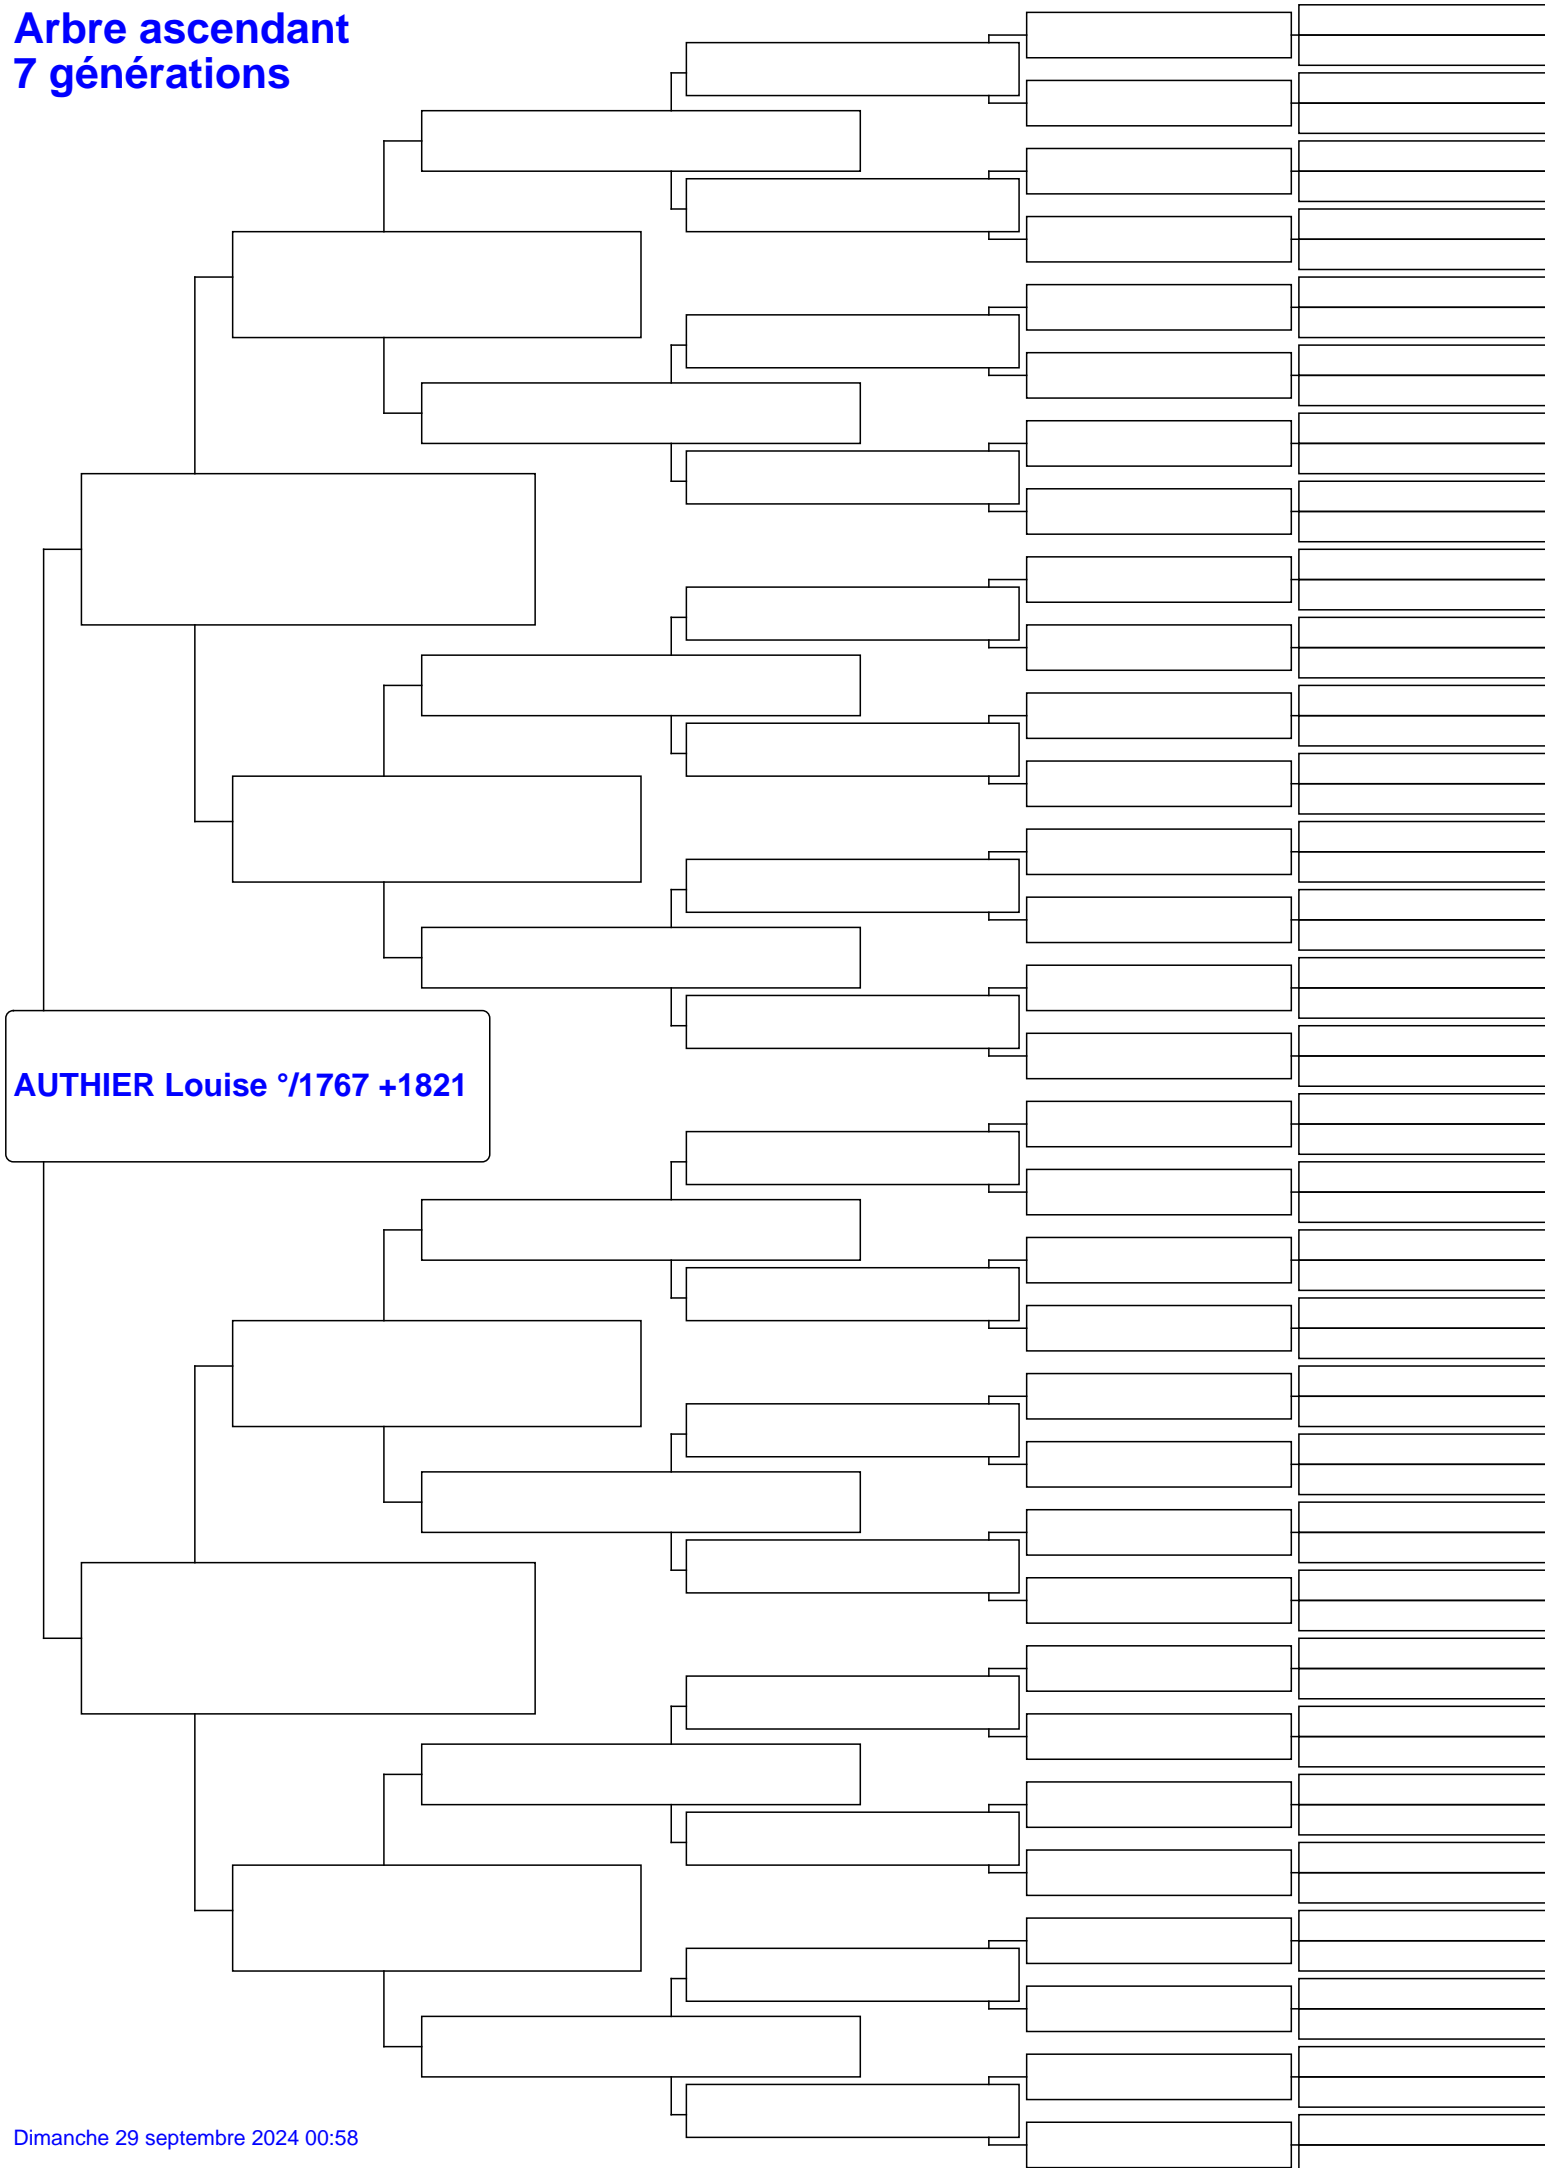 Arbre ascendant
7 générations
AUTHIER Louise °/1767 +1821
Dimanche 29 septembre 2024 00:58